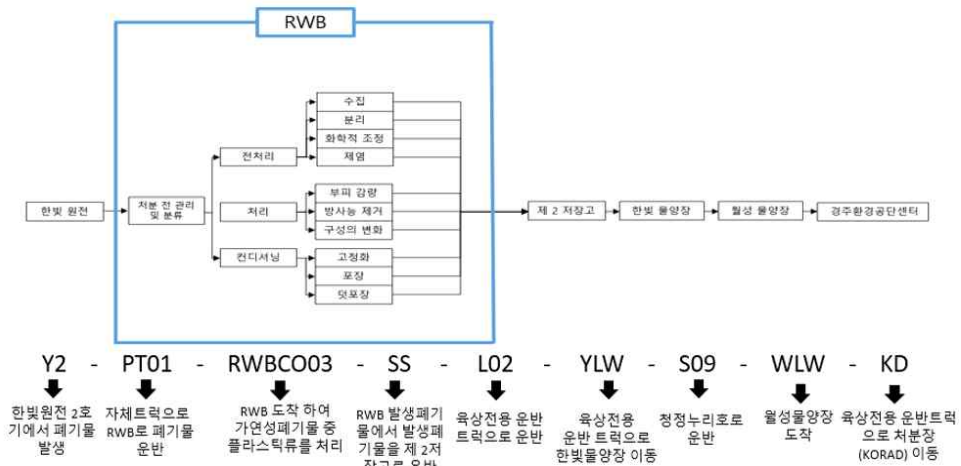 RWB
수집
분리
화학적 조정
제염
전처리
부피 감량
방사능 제거
구성의 변화
처리
고정화
포장
덧포장
컨디셔닝
한빛 원전
처분 전 관리
및 분류
제 2 저장고
한빛 물양장
월성 물양장
경주환경공단센터
Y2 - PT01 - RWBCO03 - SS - L02 - YLW - S09 - WLW - KD
한빛원전 2호
기에서 폐기물
발생
자체트럭으로
RWB로 폐기물
운반
RWB 도착 하여
가연성폐기물 중
플라스틱류를 처리
RWB 발생폐기
물에서 발생폐
기물을 제 2저
장고로 운반
육상전용 운반
트럭으로 운반
육상전용
운반 트럭으로
한빛물양장 이동
청정누리호로
운반
월성물양장
도착
육상전용 운반트럭
으로 처분장
(KORAD) 이동